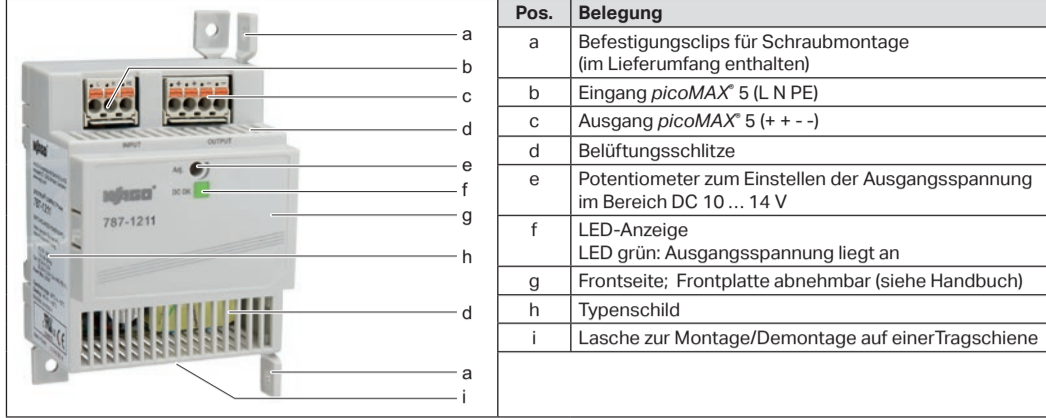 a
b
c
d
e
f
g
h
d
a
i
INPUT
OUTPUT
Adj.
WAGO
DC OK
787-1211
787-1211
Pos. Belegung
a Befestigungsclips für Schraubmontage
(im Lieferumfang enthalten)
b Eingang picoMAX® 5 (L N PE)
c Ausgang picoMAX® 5 (+ + - -)
d Belüftungsschlitze
e Potentiometer zum Einstellen der Ausgangsspannung
im Bereich DC 10 … 14 V
f LED-Anzeige
LED grün: Ausgangsspannung liegt an
g Frontseite; Frontplatte abnehmbar (siehe Handbuch)
h Typenschild
i Lasche zur Montage/Demontage auf einerTragschiene